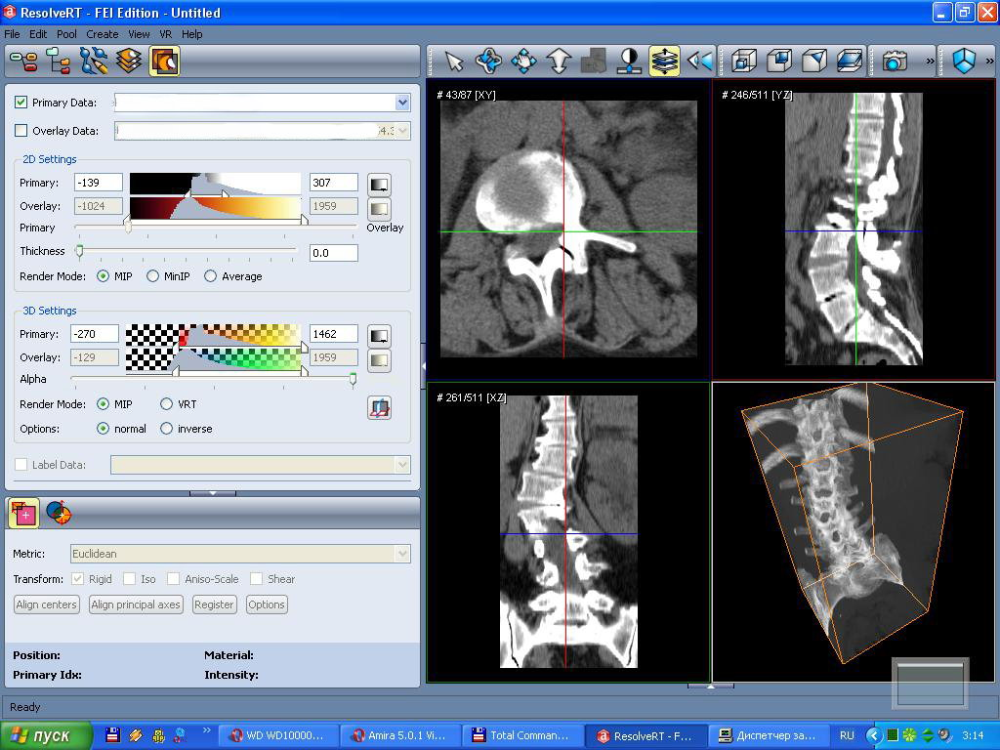 ResolveRT - FEI Edition - Untitled
File Edit Pool Create View VR Help
Primary Data:
Overlay Data: 4.3
2D Settings
Primary: -139 307
Overlay: -1024 1959
Primary Overlay
Thickness 0.0
Render Mode: MIP MinIP Average
3D Settings
Primary: -270 1462
Overlay: -129 1959
Alpha
Render Mode: MIP VRT
Options: normal inverse
Label Data:
Metric: Euclidean
Transform: Rigid Iso Aniso-Scale Shear
Align centers Align principal axes Register Options
Position: Material:
Primary Idx: Intensity:
# 43/87 [XY]
# 246/511 [YZ]
# 261/511 [XZ]
Ready
пуск WD WD10000... Amira 5.0.1 Vi... Total Comman... ResolveRT - F... Диспетчер за... RU 3:14